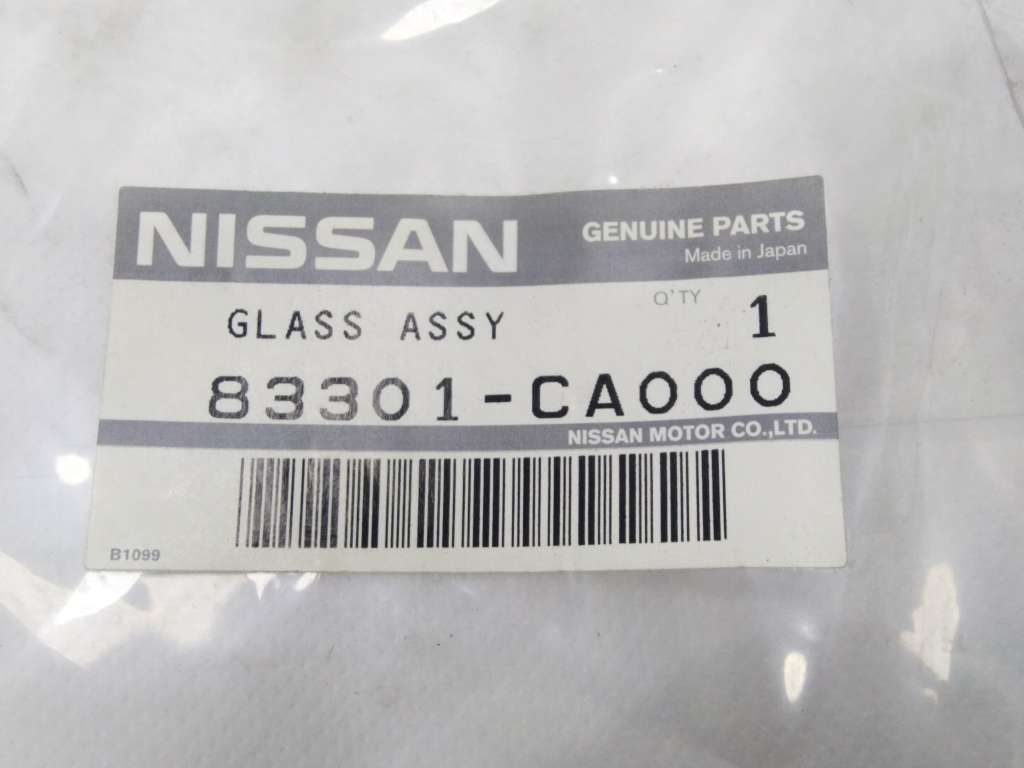 NISSAN
GENUINE PARTS
Made in Japan
GLASS ASSY
Q'TY 1
83301-CA000
NISSAN MOTOR CO.,LTD.
B1099